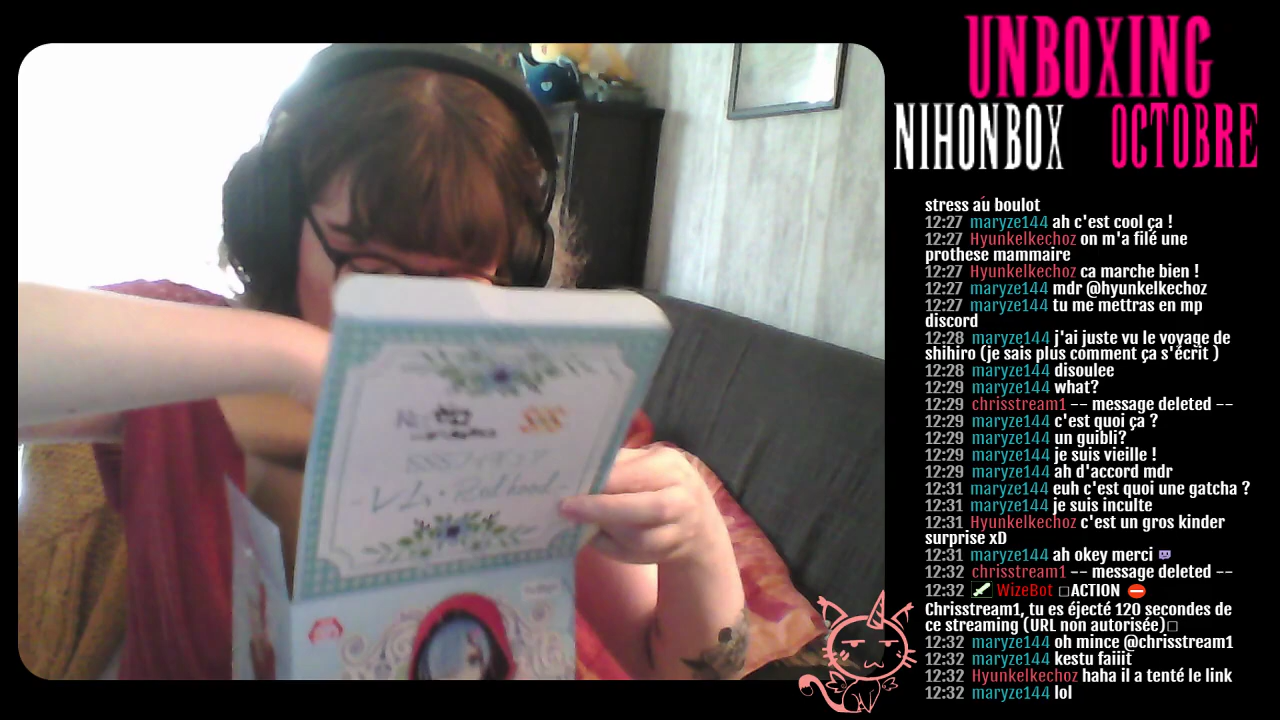 UNBOXING
NIHONBOX OCTOBRE
stress au boulot
12:27 maryze144 ah c'est cool ça !
12:27 Hyunkelkechoz on m'a filé une
prothese mammaire
12:27 Hyunkelkechoz ca marche bien !
12:27 maryze144 mdr @hyunkelkechoz
12:27 maryze144 tu me mettras en mp
discord
12:28 maryze144 j'ai juste vu le voyage de
shihiro (je sais plus comment ça s'écrit )
12:28 maryze144 disoulee
12:29 maryze144 what?
12:29 chrisstream1 -- message deleted --
12:29 maryze144 c'est quoi ça ?
12:29 maryze144 un guibli?
12:29 maryze144 je suis vieille !
12:29 maryze144 ah d'accord mdr
12:31 maryze144 euh c'est quoi une gatcha ?
12:31 maryze144 je suis inculte
12:31 Hyunkelkechoz c'est un gros kinder
surprise xD
12:31 maryze144 ah okey merci
12:32 chrisstream1 -- message deleted --
12:32 WizeBot □ACTION
Chrisstream1, tu es éjecté 120 secondes de
ce streaming (URL non autorisée)□
12:32 maryze144 oh mince @chrisstream1
12:32 maryze144 kestu faiiit
12:32 Hyunkelkechoz haha il a tenté le link
12:32 maryze144 lol